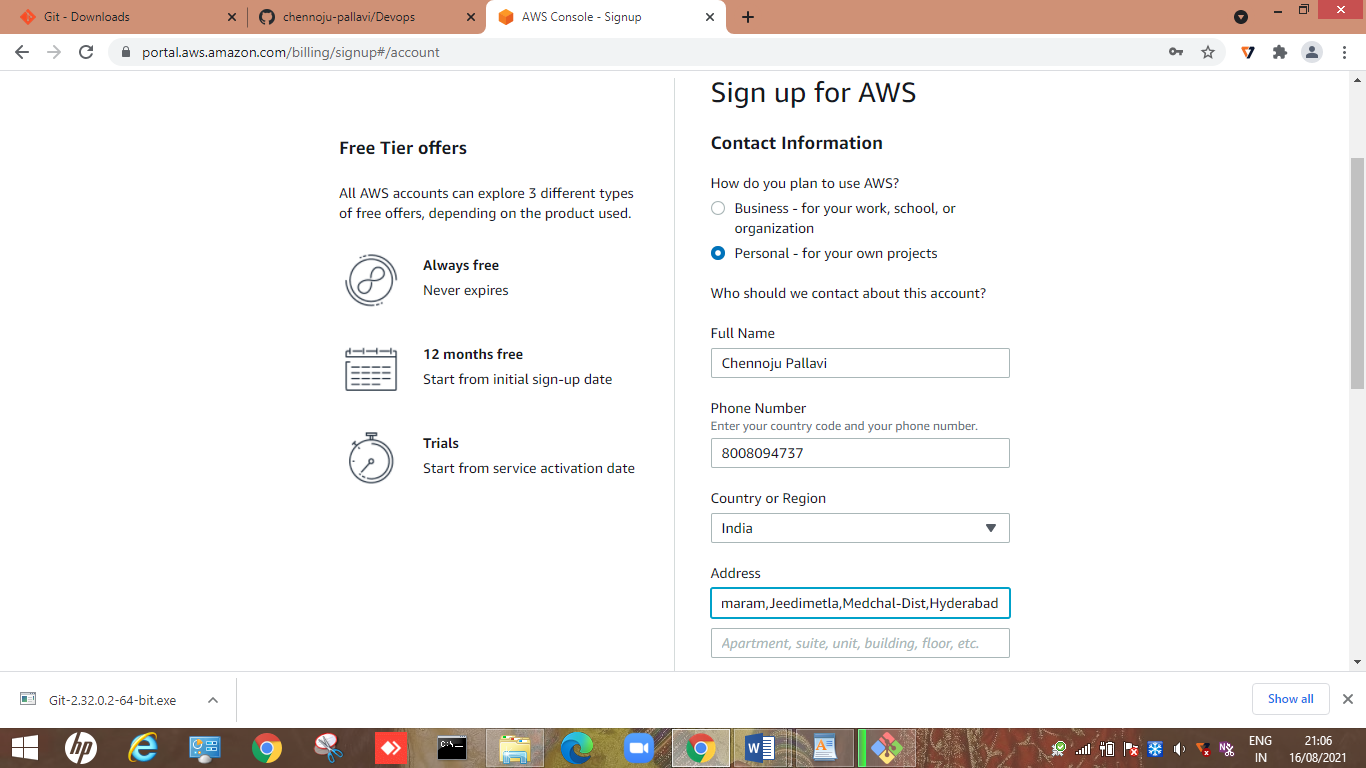 Git - Downloads
chennoju-pallavi/Devops
AWS Console - Signup
portal.aws.amazon.com/billing/signup#/account
Free Tier offers
All AWS accounts can explore 3 different types
of free offers, depending on the product used.
Always free
Never expires
12 months free
Start from initial sign-up date
Trials
Start from service activation date
Sign up for AWS
Contact Information
How do you plan to use AWS?
Business - for your work, school, or
organization
Personal - for your own projects
Who should we contact about this account?
Full Name
Chennoju Pallavi
Phone Number
Enter your country code and your phone number.
8008094737
Country or Region
India
Address
maram,Jeedimetla,Medchal-Dist,Hyderabad
Apartment, suite, unit, building, floor, etc.
Git-2.32.0.2-64-bit.exe
Show all
hp
C:\.
ENG
IN
21:06
16/08/2021